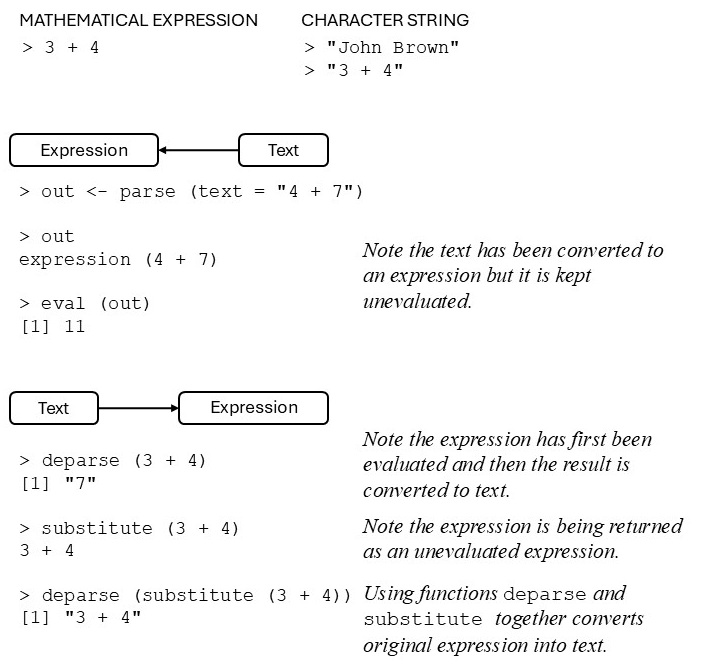 MATHEMATICAL EXPRESSION CHARACTER STRING
> 3 + 4 > "John Brown"
> "3 + 4"
Expression Text
> out <- parse (text = "4 + 7")
> out
expression (4 + 7)
Note the text has been converted to
an expression but it is kept
unevaluated.
> eval (out)
[1] 11
Text Expression
> deparse (3 + 4)
[1] "7"
Note the expression has first been
evaluated and then the result is
converted to text.
> substitute (3 + 4)
3 + 4
Note the expression is being returned
as an unevaluated expression.
> deparse (substitute (3 + 4))
[1] "3 + 4"
Using functions deparse and
substitute together converts
original expression into text.